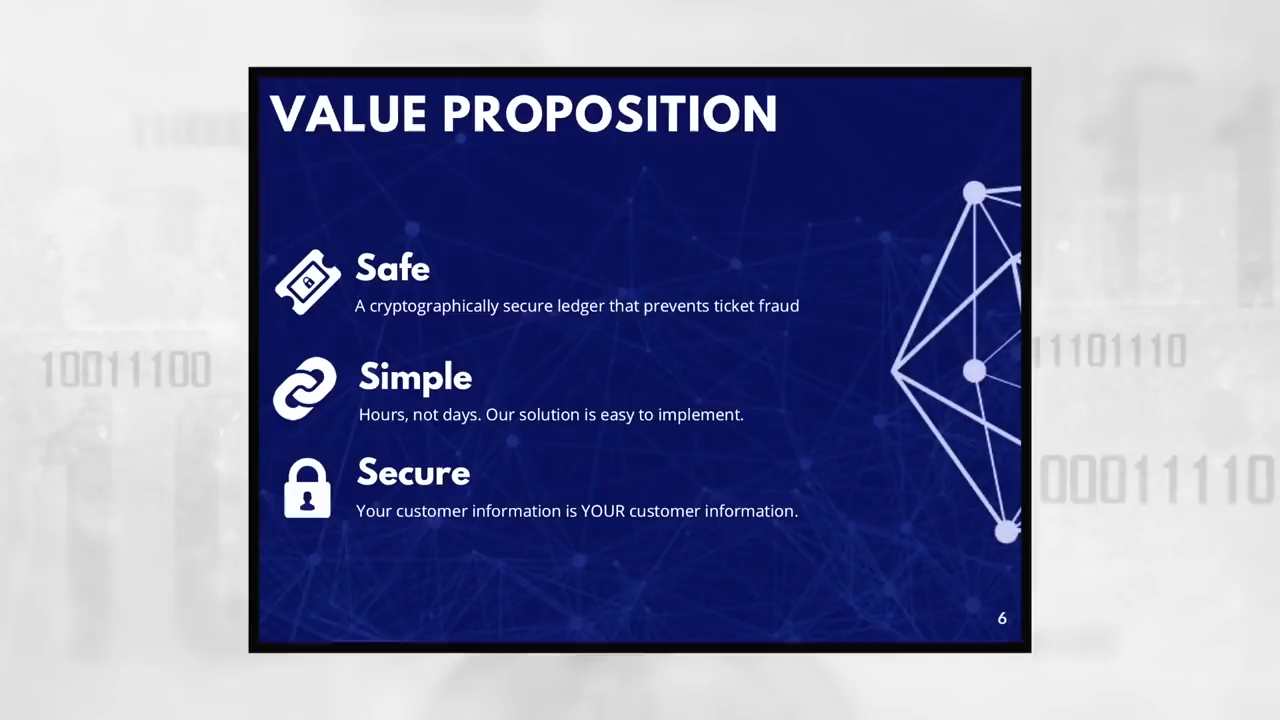 VALUE PROPOSITION
Safe
A cryptographically secure ledger that prevents ticket fraud
10011100
Simple
Hours, not days. Our solution is easy to implement.
11101110
Secure
Your customer information is YOUR customer information.
00011110
6